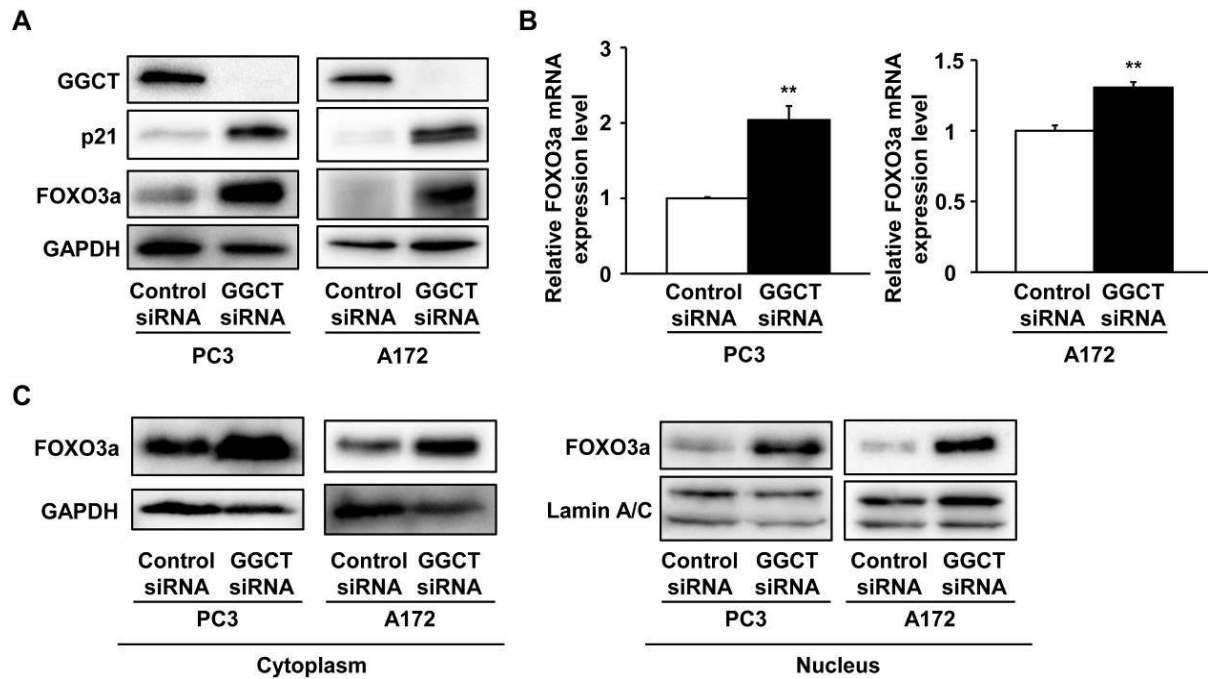 A
GGCT
p21
FOXO3a
GAPDH
Control GGCT Control GGCT
siRNA siRNA siRNA siRNA
PC3 A172
B
Relative FOXO3a mRNA
expression level
3
2
1
0
**
Control GGCT
siRNA siRNA
PC3
Relative FOXO3a mRNA
expression level
1.5
1
0.5
0
**
Control GGCT
siRNA siRNA
A172
C
FOXO3a
GAPDH
Control GGCT Control GGCT
siRNA siRNA siRNA siRNA
PC3 A172
Cytoplasm
FOXO3a
Lamin A/C
Control GGCT Control GGCT
siRNA siRNA siRNA siRNA
PC3 A172
Nucleus